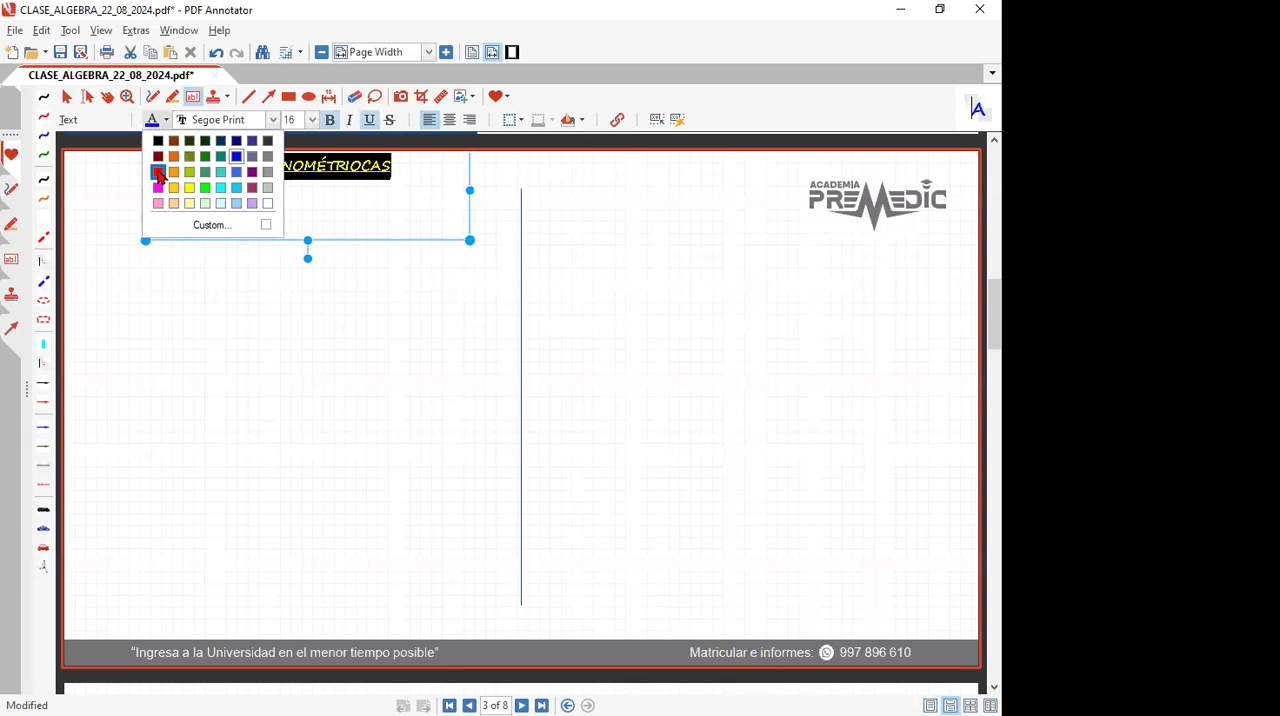 CLASE_ALGEBRA_22_08_2024.pdf* - PDF Annotator
File Edit Tool View Extras Window Help
Page Width
CLASE_ALGEBRA_22_08_2024.pdf*
Text A Segoe Print 16 B I U S
A
NOMÉTRIOCAS
Custom...
ACADEMIA
PREMEDIC
“Ingresa a la Universidad en el menor tiempo posible” Matricular e informes: 997 896 610
Modified 3 of 8